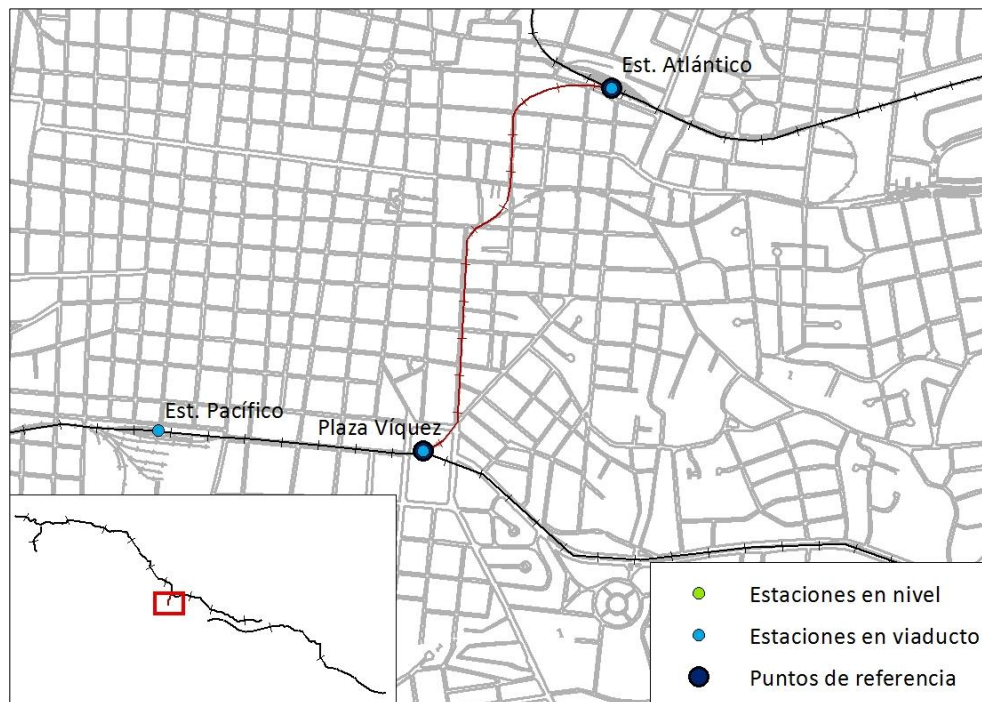 Est. Atlántico
Est. Pacífico
Plaza Víquez
Estaciones en nivel
Estaciones en viaducto
Puntos de referencia